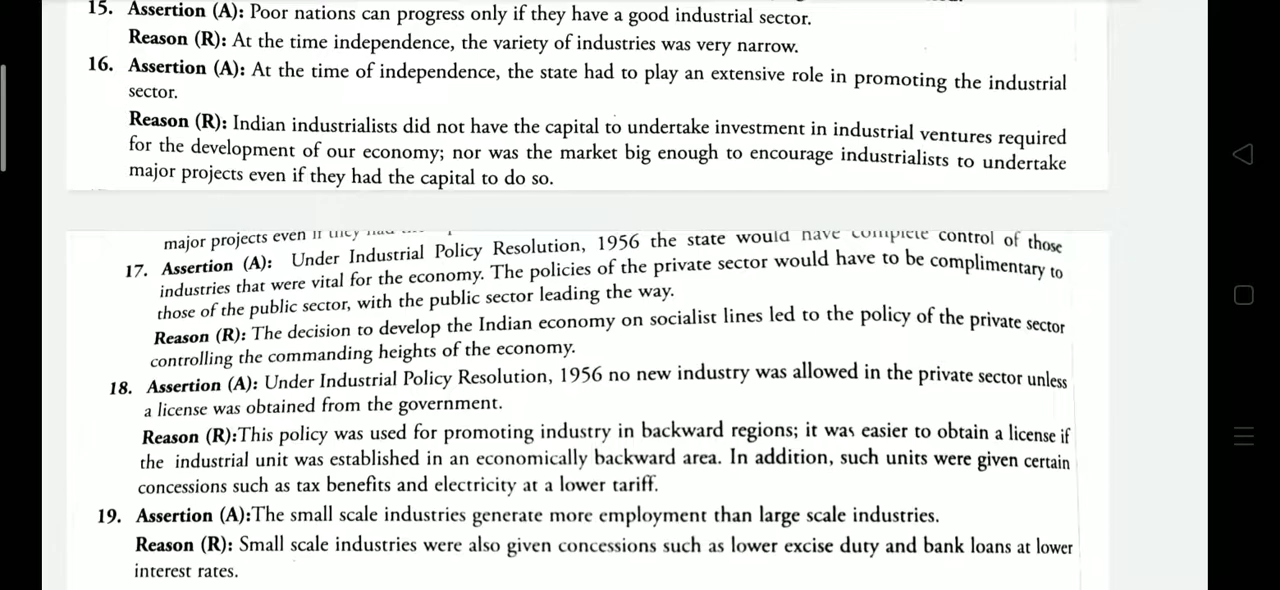 15. Assertion (A): Poor nations can progress only if they have a good industrial sector.
Reason (R): At the time independence, the variety of industries was very narrow.
16. Assertion (A): At the time of independence, the state had to play an extensive role in promoting the industrial
sector.
Reason (R): Indian industrialists did not have the capital to undertake investment in industrial ventures required
for the development of our economy; nor was the market big enough to encourage industrialists to undertake
major projects even if they had the capital to do so.
major projects even if they had
17. Assertion (A): Under Industrial Policy Resolution, 1956 the state would have complete control of those
industries that were vital for the economy. The policies of the private sector would have to be complimentary to
those of the public sector, with the public sector leading the way.
Reason (R): The decision to develop the Indian economy on socialist lines led to the policy of the private sector
controlling the commanding heights of the economy.
18. Assertion (A): Under Industrial Policy Resolution, 1956 no new industry was allowed in the private sector unless
a license was obtained from the government.
Reason (R):This policy was used for promoting industry in backward regions; it was easier to obtain a license if
the industrial unit was established in an economically backward area. In addition, such units were given certain
concessions such as tax benefits and electricity at a lower tariff.
19. Assertion (A):The small scale industries generate more employment than large scale industries.
Reason (R): Small scale industries were also given concessions such as lower excise duty and bank loans at lower
interest rates.